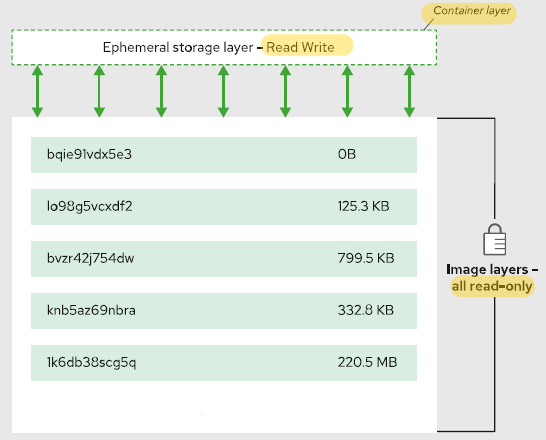 Container layer
Ephemeral storage layer – Read Write
bqie91vdx5e3 0B
lo98g5vcxdf2 125.3 KB
bvzr42j754dw 799.5 KB
knb5az69nbra 332.8 KB
1k6db38scg5q 220.5 MB
Image layers –
all read-only